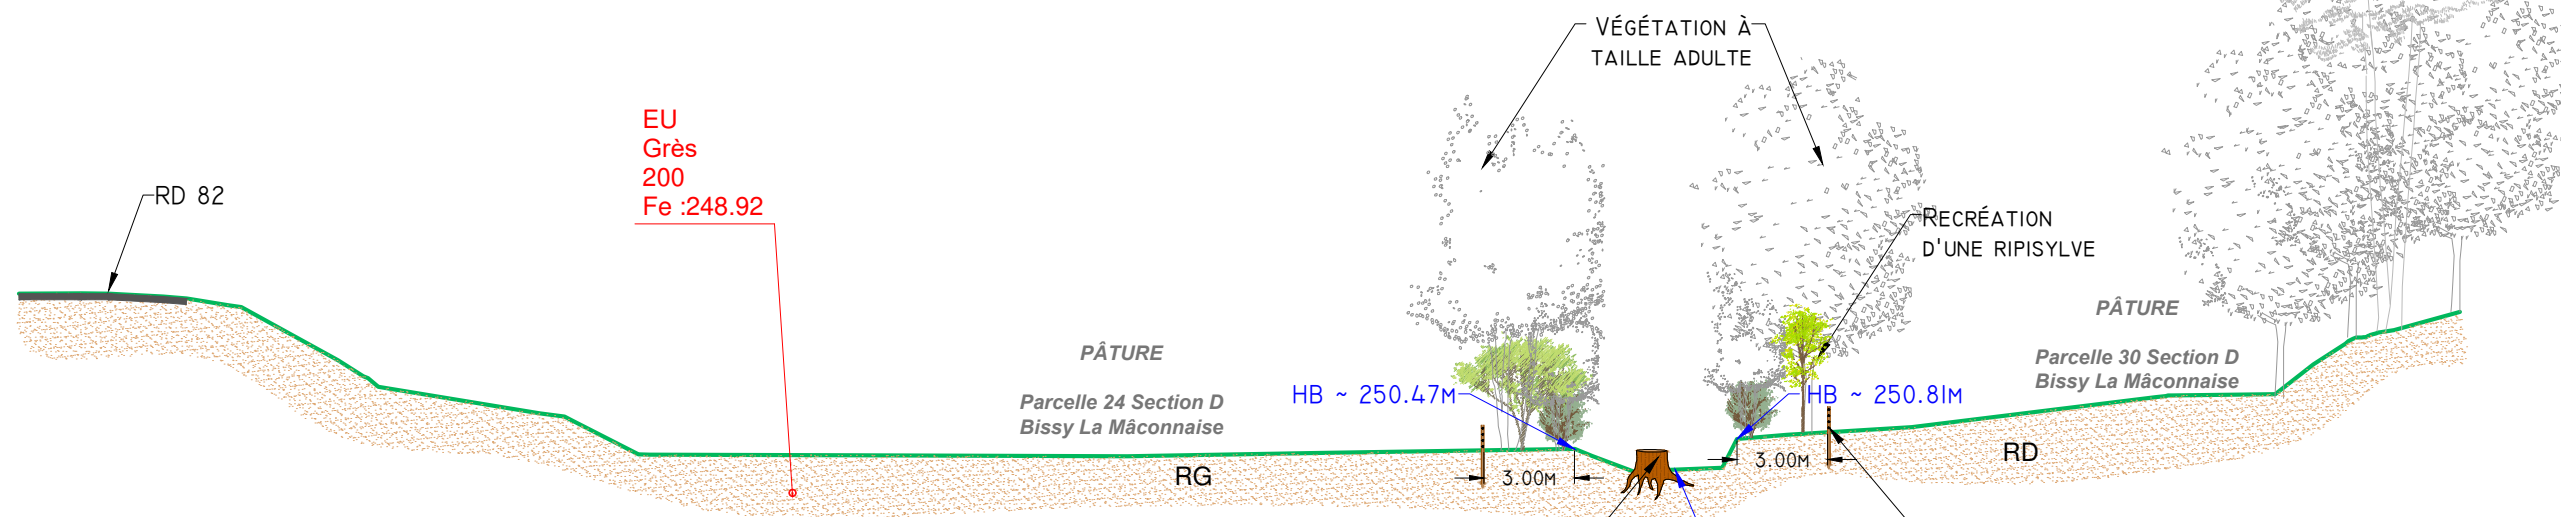 VÉGÉTATION À
TAILLE ADULTE
EU
Grès
200
Fe :248.92
RD 82
RECRÉATION
D'UNE RIPISYLVE
PÂTURE
Parcelle 24 Section D
Bissy La Mâconnaise
HB ~ 250.47M
HB ~ 250.81M
PÂTURE
Parcelle 30 Section D
Bissy La Mâconnaise
RG
3.00M
3.00M
RD